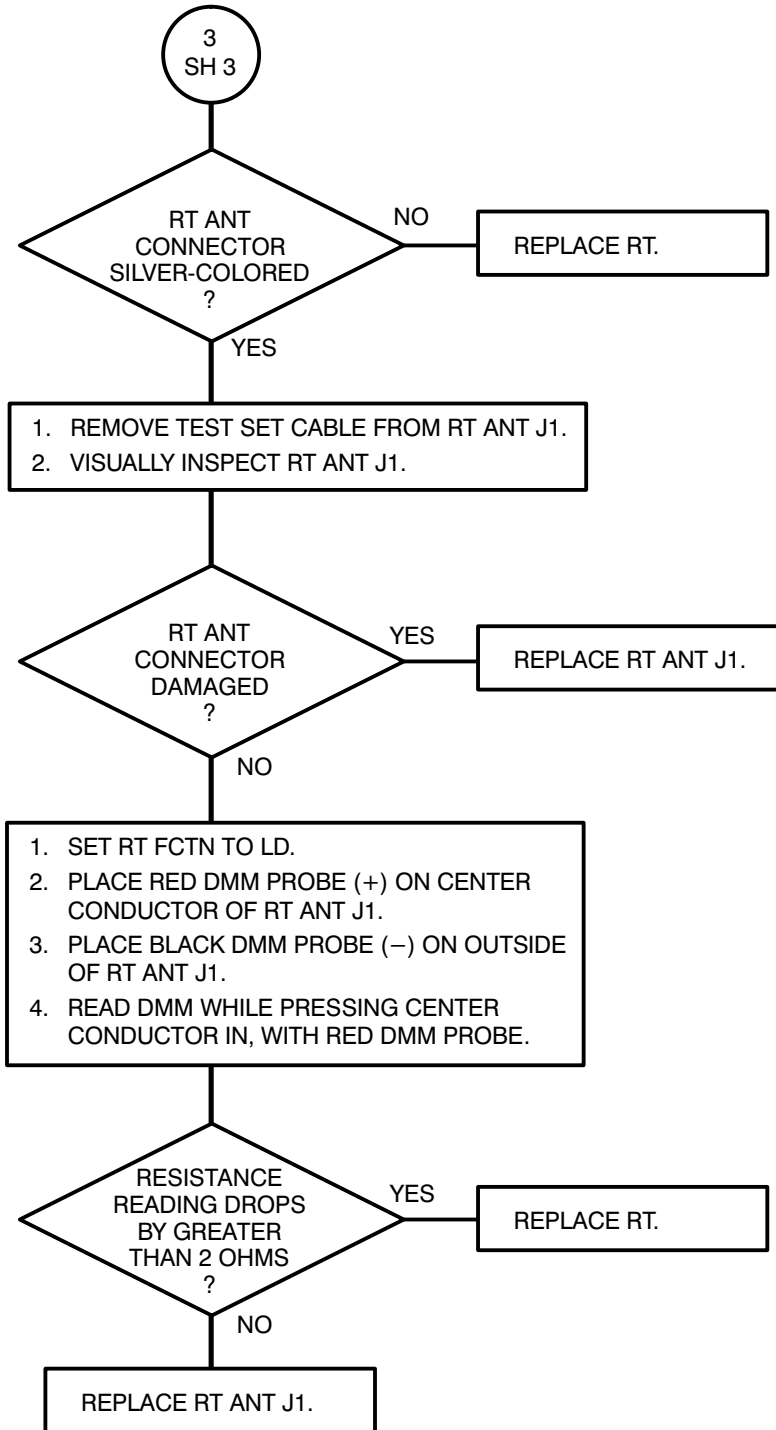 3
SH 3
RT ANT
CONNECTOR
SILVER-COLORED
?
NO
REPLACE RT.
YES
1. REMOVE TEST SET CABLE FROM RT ANT J1.
2. VISUALLY INSPECT RT ANT J1.
RT ANT
CONNECTOR
DAMAGED
?
YES
REPLACE RT ANT J1.
NO
1. SET RT FCTN TO LD.
2. PLACE RED DMM PROBE (+) ON CENTER
CONDUCTOR OF RT ANT J1.
3. PLACE BLACK DMM PROBE (−) ON OUTSIDE
OF RT ANT J1.
4. READ DMM WHILE PRESSING CENTER
CONDUCTOR IN, WITH RED DMM PROBE.
RESISTANCE
READING DROPS
BY GREATER
THAN 2 OHMS
?
YES
REPLACE RT.
NO
REPLACE RT ANT J1.